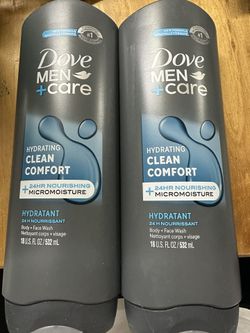 Dove
MEN
+care
HYDRATING
CLEAN
COMFORT
24HR NOURISHING
+ MICROMOISTURE
HYDRATANT
24 H NOURRISSANT
Body + Face Wash
Nettoyant corps + visage
18 U.S. FL OZ / 532 mL
#1
Dove
MEN
+care
HYDRATING
CLEAN
COMFORT
24HR NOURISHING
+ MICROMOISTURE
HYDRATANT
24 H NOURRISSANT
Body + Face Wash
Nettoyant corps + visage
18 U.S. FL OZ / 532 mL